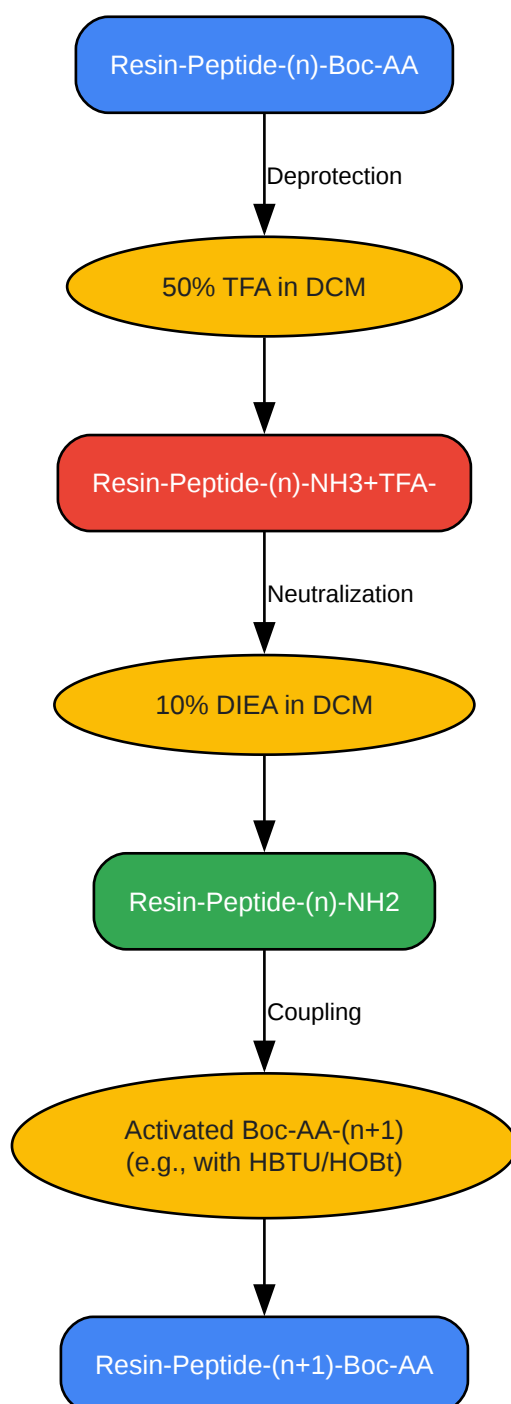 Resin-Peptide-(n)-Boc-AA
Deprotection
50% TFA in DCM
Resin-Peptide-(n)-NH3+TFA-
Neutralization
10% DIEA in DCM
Resin-Peptide-(n)-NH2
Coupling
Activated Boc-AA-(n+1)
(e.g., with HBTU/HOBt)
Resin-Peptide-(n+1)-Boc-AA